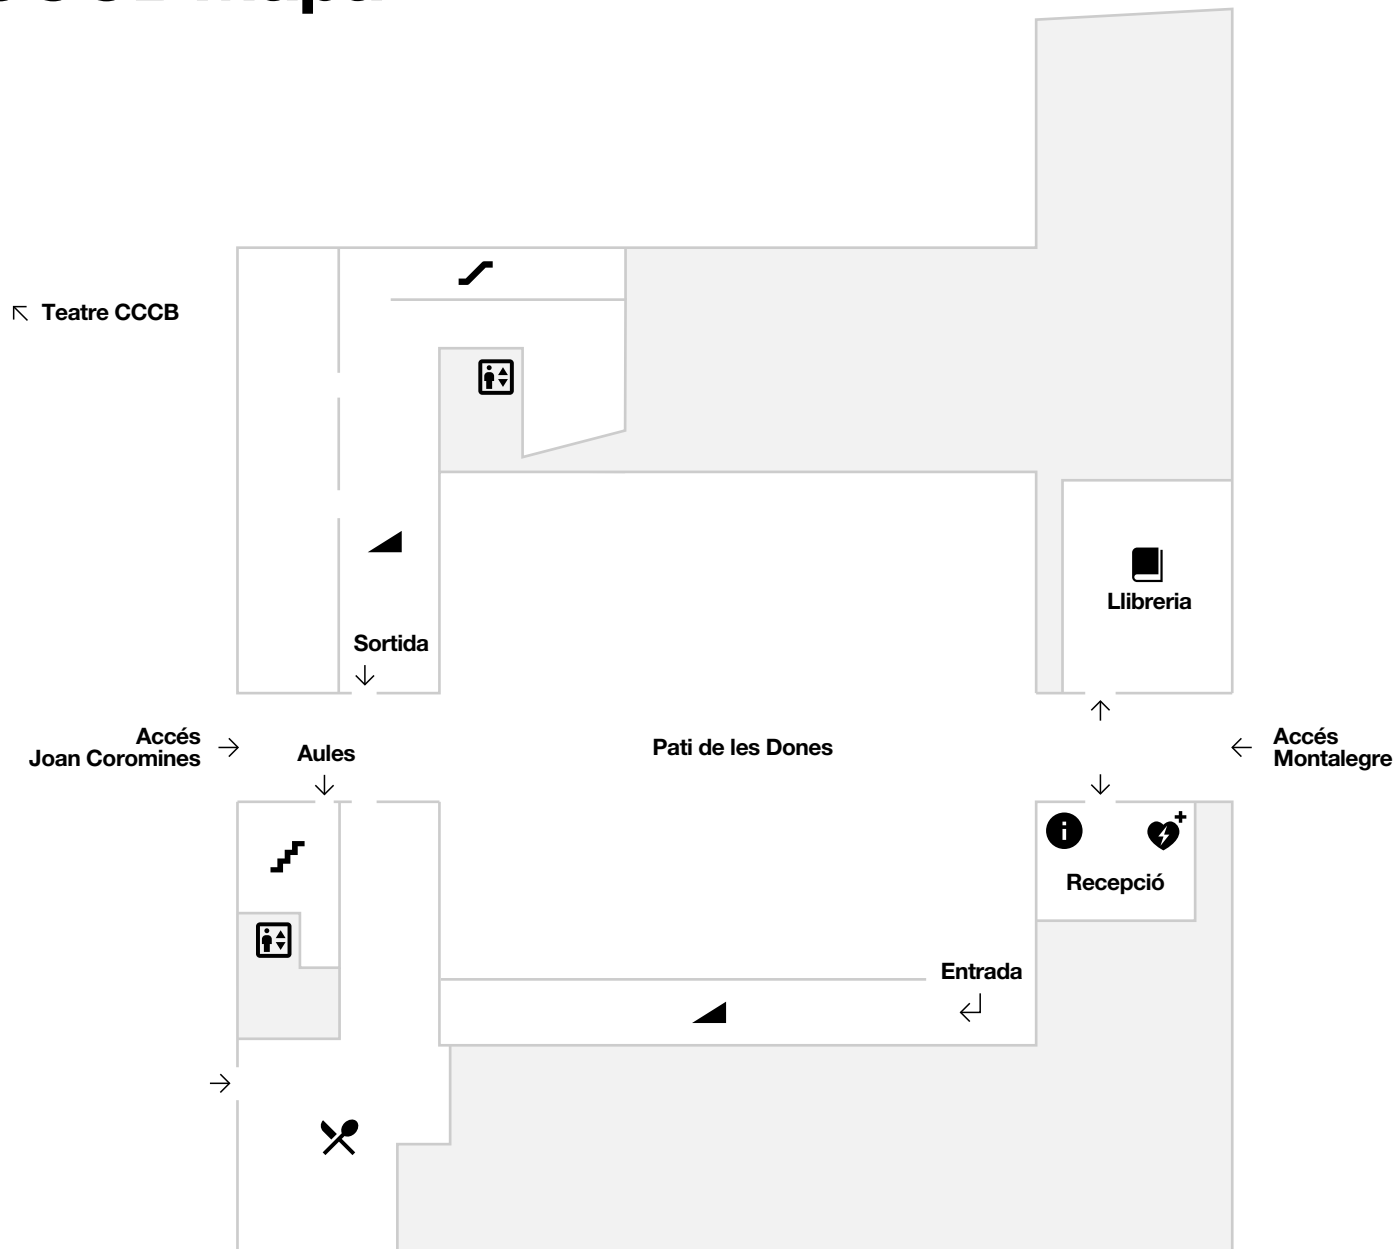 Teatre CCCB
Llibreria
Sortida
Accés
Joan Coromines
Aules
Pati de les Dones
Accés
Montalegre
Recepció
Entrada